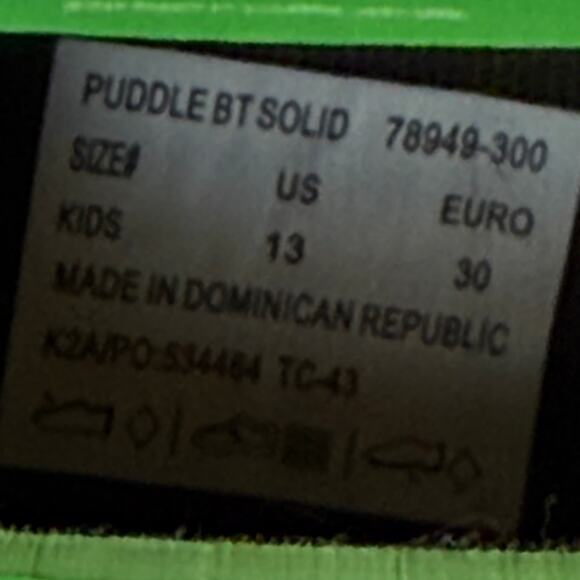 PUDDLE BT SOLID 78949-300
SIZE# US EURO
KIDS 13 30
MADE IN DOMINICAN REPUBLIC
K2A/PO:534484 TC-43